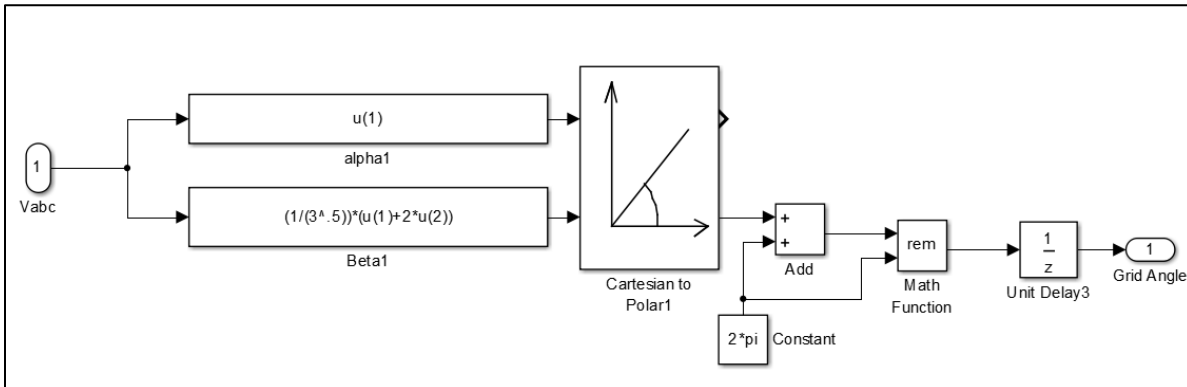 1
Vabc
u(1)
alpha1
(1/(3^.5))*(u(1)+2*u(2))
Beta1
Cartesian to
Polar1
+
+
Add
2*pi
Constant
rem
Math
Function
1
z
Unit Delay3
1
Grid Angle